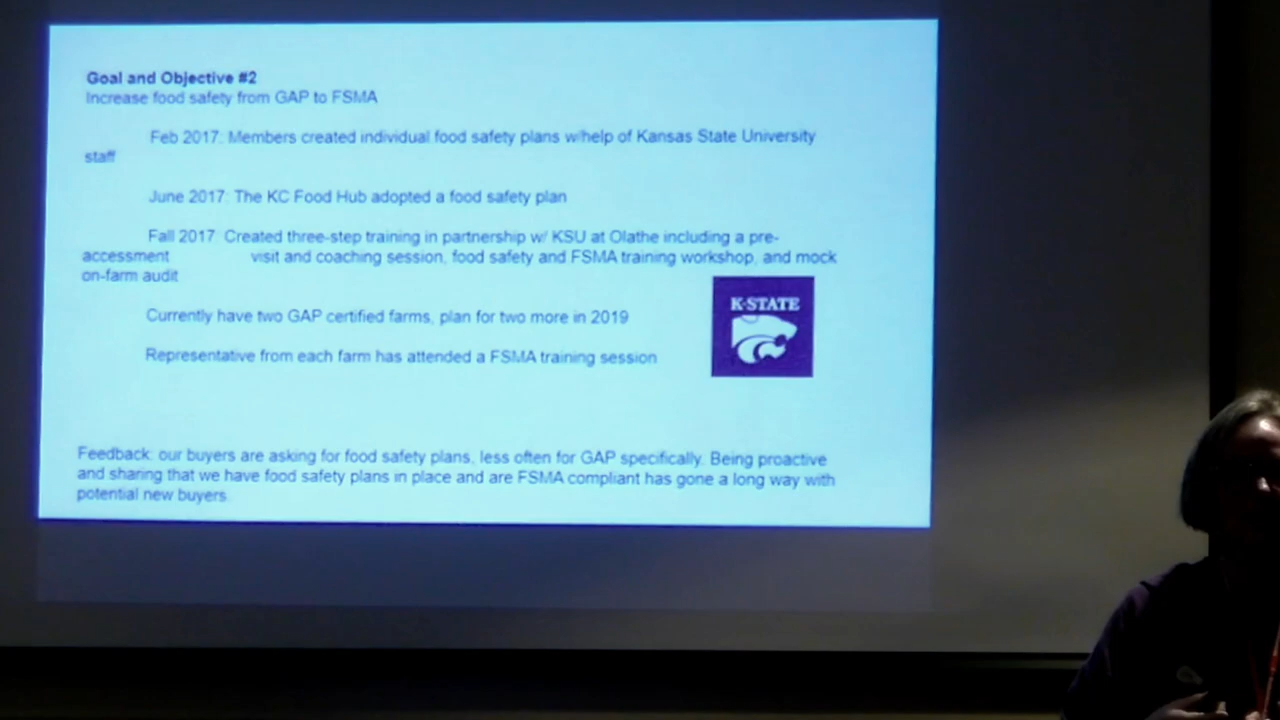 Goal and Objective #2
Increase food safety from GAP to FSMA
Feb 2017: Members created individual food safety plans w/help of Kansas State University
staff
June 2017: The KC Food Hub adopted a food safety plan
Fall 2017: Created three-step training in partnership w/ KSU at Olathe including a pre-
accessment visit and coaching session, food safety and FSMA training workshop, and mock
on-farm audit
K-STATE
Currently have two GAP certified farms, plan for two more in 2019
Representative from each farm has attended a FSMA training session
Feedback: our buyers are asking for food safety plans, less often for GAP specifically. Being proactive
and sharing that we have food safety plans in place and are FSMA compliant has gone a long way with
potential new buyers.